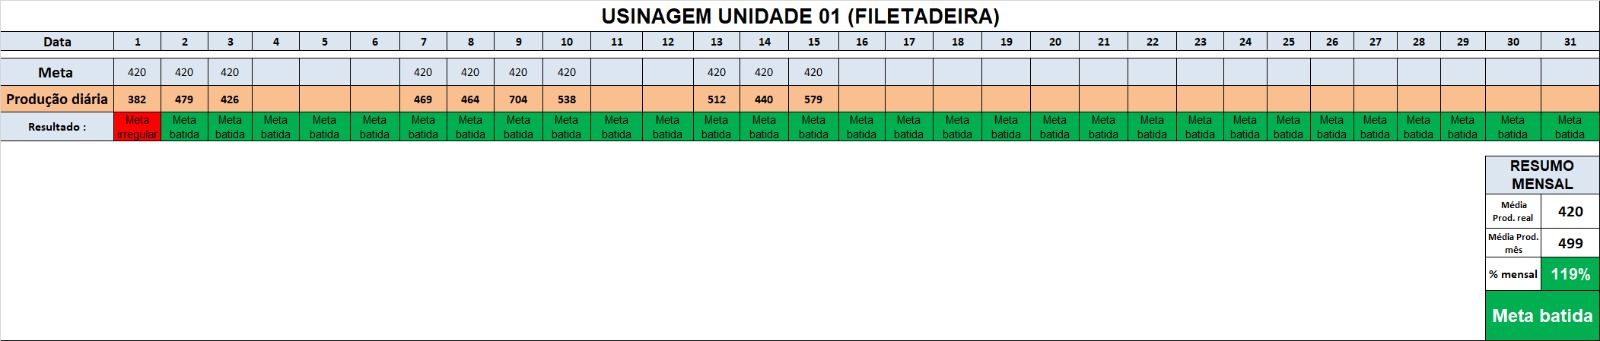 USINAGEM UNIDADE 01 (FILETADEIRA)
Data 1 2 3 4 5 6 7 8 9 10 11 12 13 14 15 16 17 18 19 20 21 22 23 24 25 26 27 28 29 30 31
Meta 420 420 420 420 420 420 420 420 420 420
Produção diária 382 479 426 469 464 704 538 512 440 579
Resultado : Meta irregular Meta batida Meta batida Meta batida Meta batida Meta batida Meta batida Meta batida Meta batida Meta batida Meta batida Meta batida Meta batida Meta batida Meta batida Meta batida Meta batida Meta batida Meta batida Meta batida Meta batida Meta batida Meta batida Meta batida Meta batida Meta batida Meta batida Meta batida Meta batida Meta batida Meta batida
RESUMO
MENSAL
Média
Prod. real 420
Média Prod.
mês 499
% mensal 119%
Meta batida